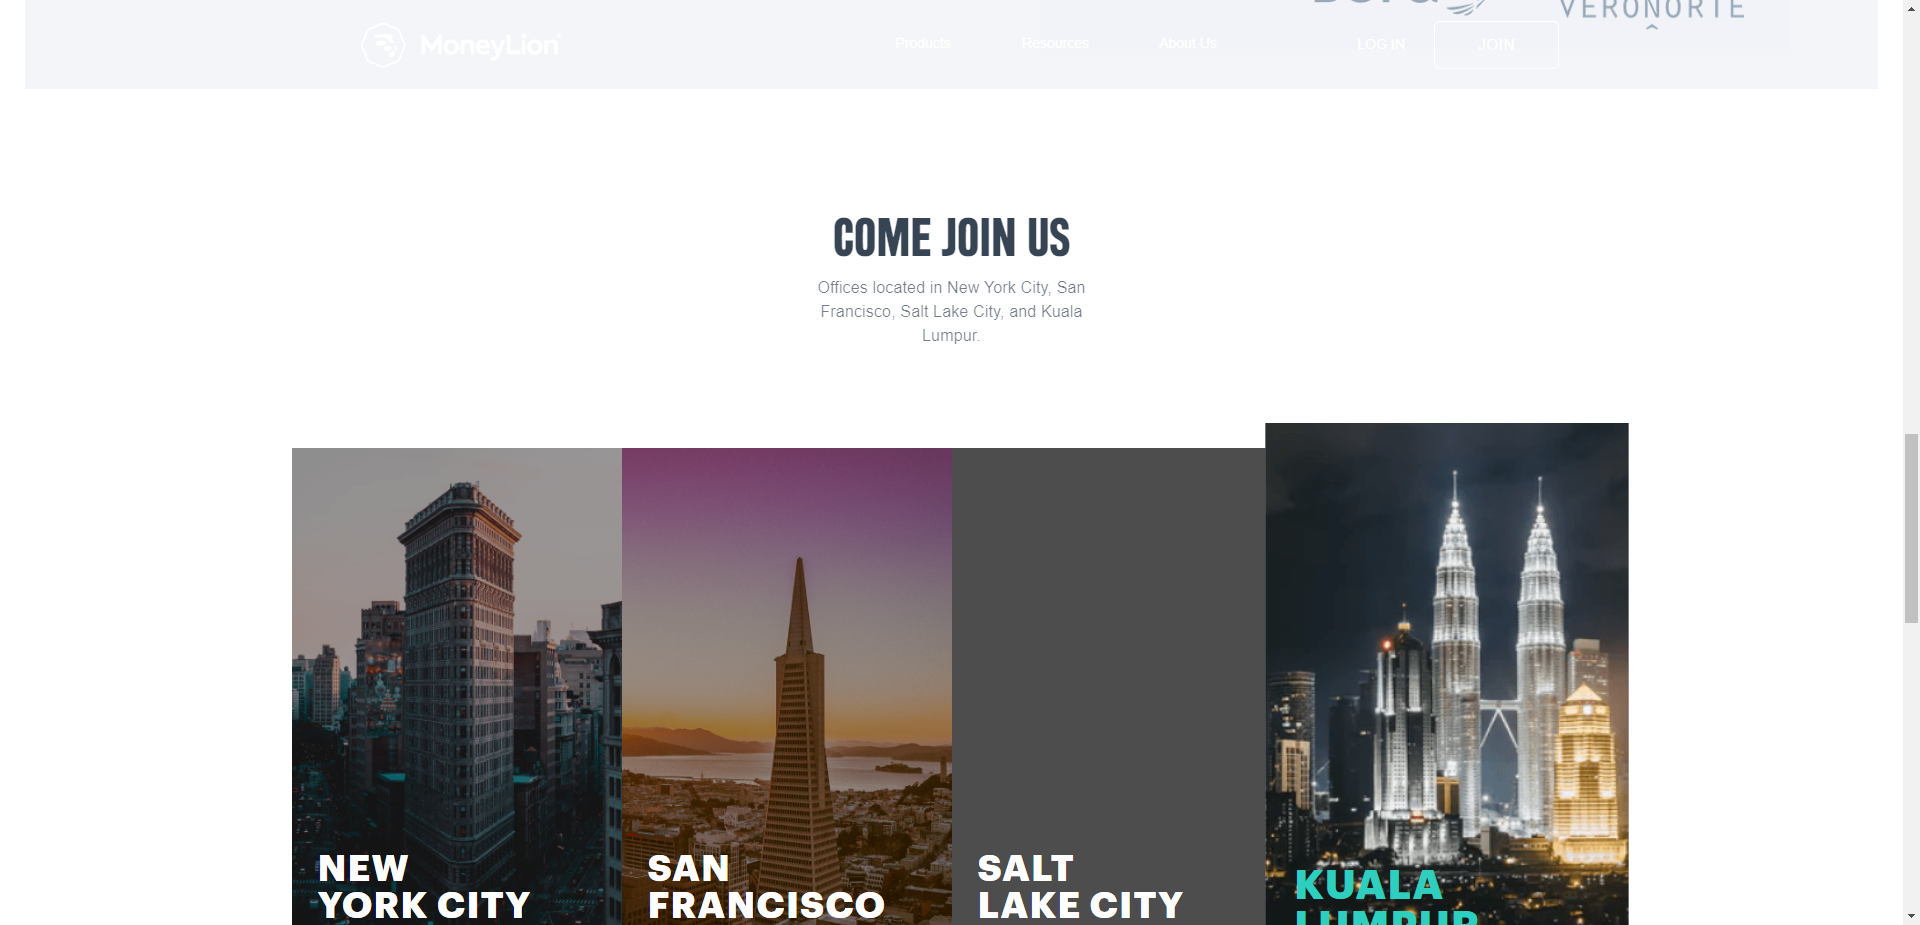 VERONORTE
MoneyLion
Products
Resources
About Us
LOG IN
JOIN
COME JOIN US
Offices located in New York City, San
Francisco, Salt Lake City, and Kuala
Lumpur.
NEW
YORK CITY
SAN
FRANCISCO
SALT
LAKE CITY
KUALA
LUMPUR